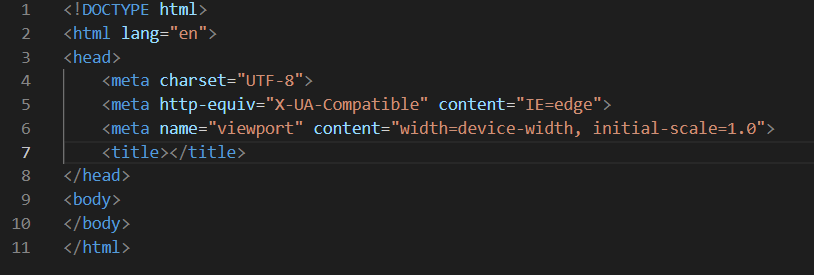 1 <!DOCTYPE html>
2 <html lang="en">
3 <head>
4     <meta charset="UTF-8">
5     <meta http-equiv="X-UA-Compatible" content="IE=edge">
6     <meta name="viewport" content="width=device-width, initial-scale=1.0">
7     <title></title>
8 </head>
9 <body>
10 </body>
11 </html>